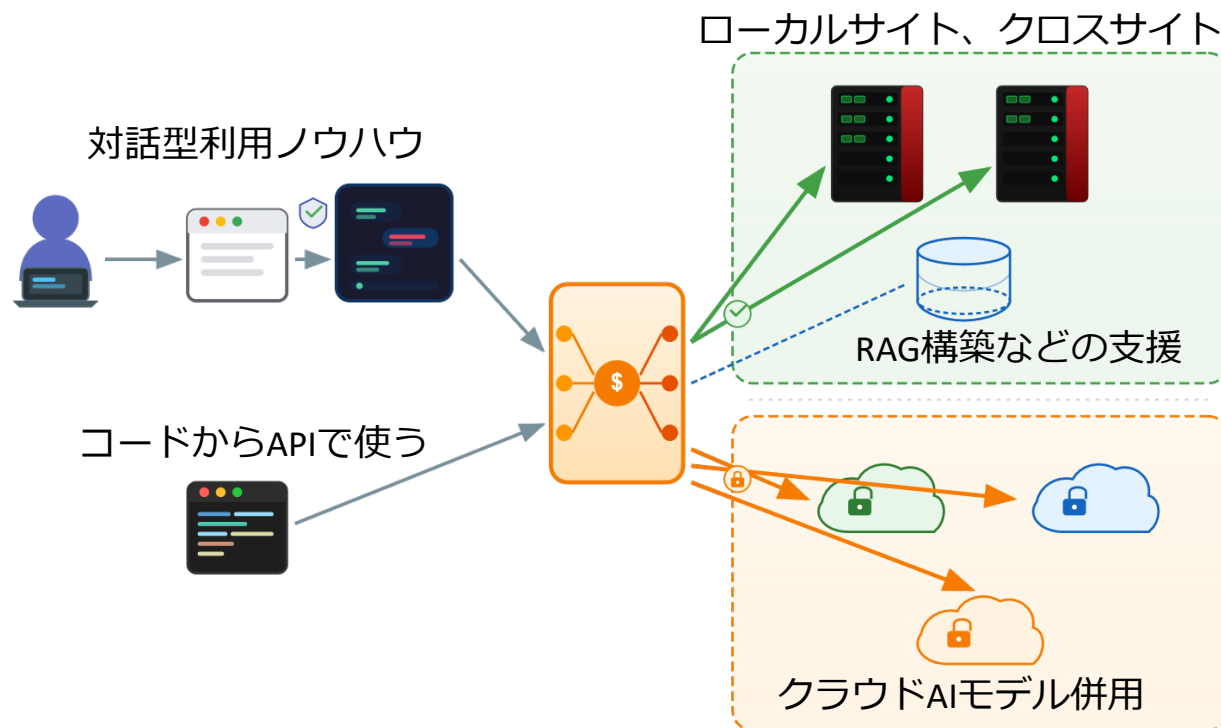 ローカルサイト、クロスサイト
対話型利用ノウハウ
$
RAG構築などの支援
コードからAPIで使う
クラウドAIモデル併用